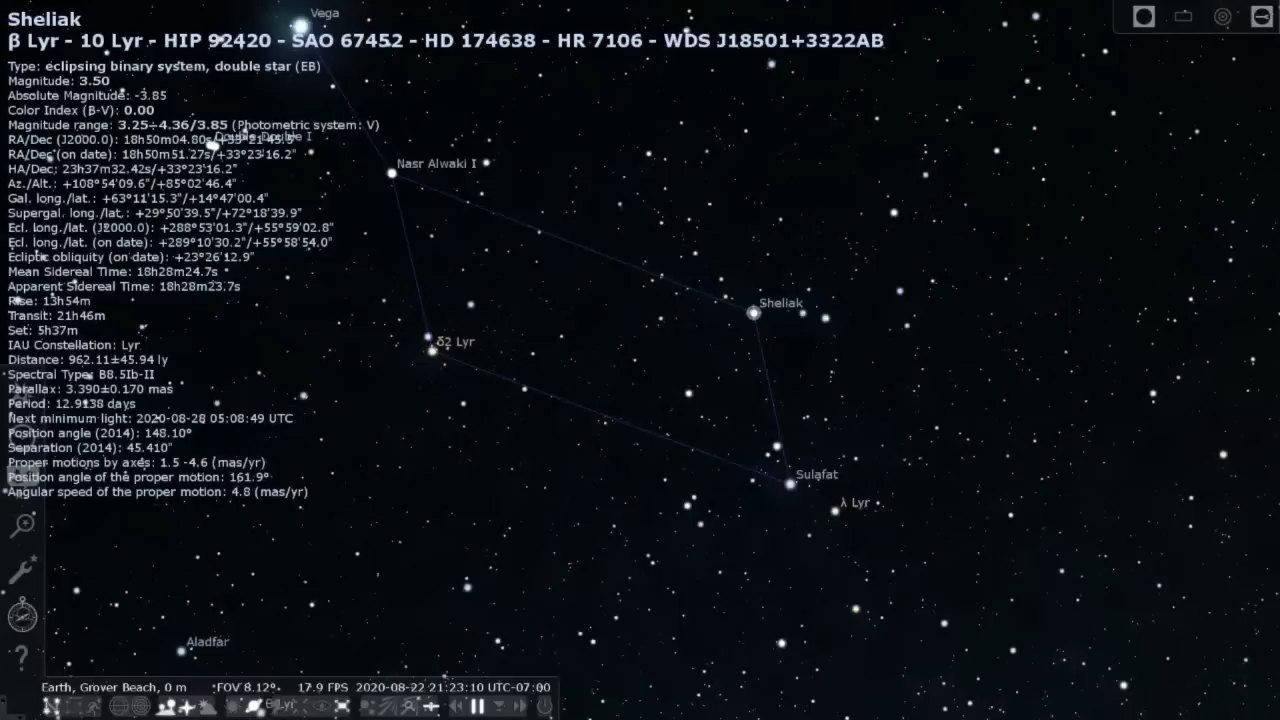 Sheliak
β Lyr - 10 Lyr - HIP 92420 - SAO 67452 - HD 174638 - HR 7106 - WDS J18501+3322AB
Type: eclipsing binary system, double star (EB)
Magnitude: 3.50
Absolute Magnitude: -3.85
Color Index (B-V): 0.00
Magnitude range: 3.25÷4.36/3.85 (Photometric system: V)
RA/Dec (J2000.0): 18h50m04.80s/+33°21'45.5"
RA/Dec (on date): 18h50m51.27s/+33°23'16.2"
HA/Dec: 23h37m32.42s/+33°23'16.2"
Az./Alt.: +108°54'09.6"/+85°02'46.4"
Gal. long./lat.: +63°11'15.3"/+14°47'00.4"
Supergal. long./lat.: +29°50'39.5"/+72°18'39.9"
Ecl. long./lat. (J2000.0): +288°53'01.3"/+55°59'02.8"
Ecl. long./lat. (on date): +289°10'30.2"/+55°58'54.0"
Ecliptic obliquity (on date): +23°26'12.9"
Mean Sidereal Time: 18h28m24.7s
Apparent Sidereal Time: 18h28m23.7s
Rise: 13h54m
Transit: 21h46m
Set: 5h37m
IAU Constellation: Lyr
Distance: 962.11±45.94 ly
Spectral Type: B8.5Ib-II
Parallax: 3.390±0.170 mas
Period: 12.9138 days
Next minimum light: 2020-08-28 05:08:49 UTC
Position angle (2014): 148.10°
Separation (2014): 45.410"
Proper motions by axes: 1.5 -4.6 (mas/yr)
Position angle of the proper motion: 161.9°
Angular speed of the proper motion: 4.8 (mas/yr)
Vega
Double Double I
Nasr Alwaki I
Sheliak
δ2 Lyr
Sulafat
λ Lyr
Aladfar
Earth, Grover Beach, 0 m FOV 8.12° 17.9 FPS 2020-08-22 21:23:10 UTC-07:00